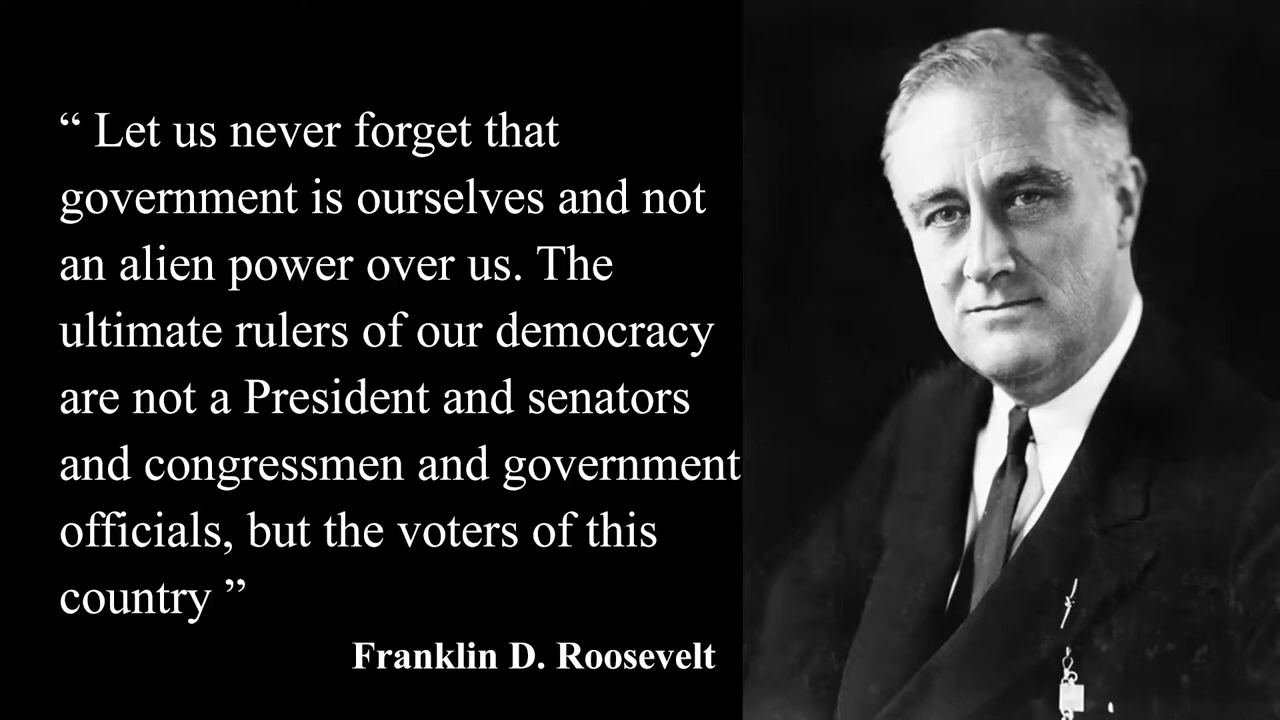 “ Let us never forget that
government is ourselves and not
an alien power over us. The
ultimate rulers of our democracy
are not a President and senators
and congressmen and government
officials, but the voters of this
country ”
Franklin D. Roosevelt